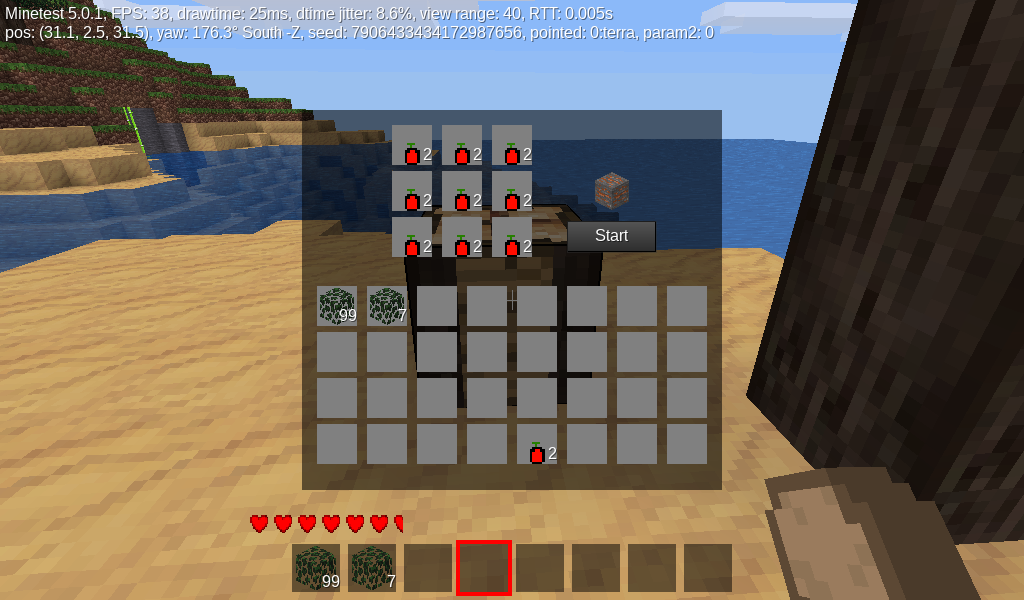 Minetest 5.0.1, FPS: 38, drawtime: 25ms, dtime jitter: 8.6%, view range: 40, RTT: 0.005s
pos: (31.1, 2.5, 31.5), yaw: 176.3° South -Z, seed: 7906433434172987656, pointed: 0:terra, param2: 0
2 2 2
2 2 2
Start
2 2 2
99 7
2
99 7